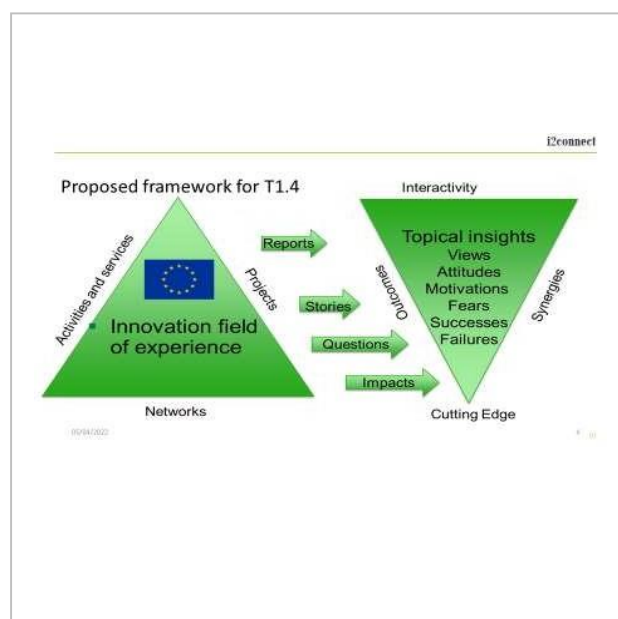 i2connect
Proposed framework for T1.4
Interactivity
Activities and services
Projects
Innovation field
of experience
Networks
Reports
Stories
Questions
Impacts
Outcomes
Topical insights
Views
Attitudes
Motivations
Fears
Successes
Failures
Synergies
Cutting Edge